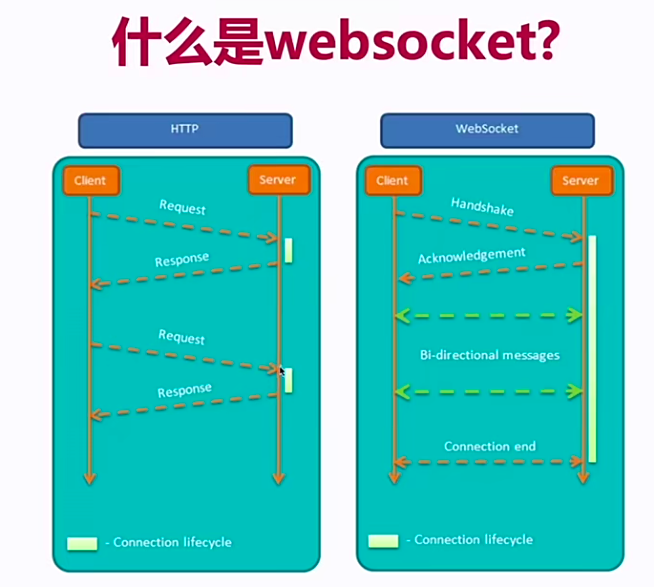 什么是websocket?
HTTP
Client
Server
Request
Response
Request
Response
- Connection lifecycle
WebSocket
Client
Server
Handshake
Acknowledgement
Bi-directional messages
Connection end
- Connection lifecycle